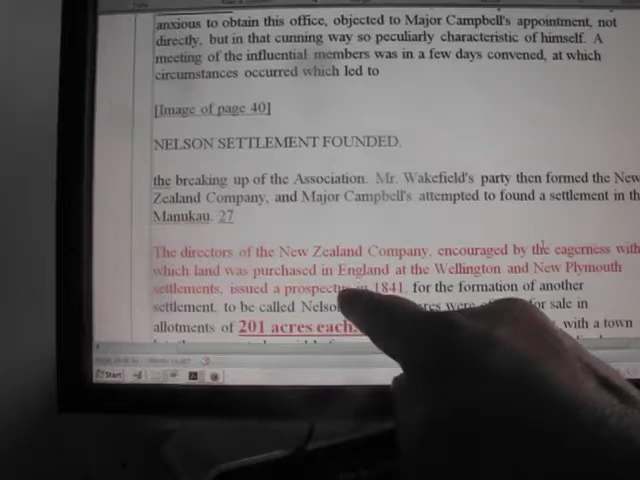 anxious to obtain this office, objected to Major Campbell's appointment, not
directly, but in that cunning way so peculiarly characteristic of himself. A
meeting of the influential members was in a few days convened, at which
circumstances occurred which led to
[Image of page 40]
NELSON SETTLEMENT FOUNDED.
the breaking up of the Association. Mr. Wakefield's party then formed the New
Zealand Company, and Major Campbell's attempted to found a settlement in th
Manukau. 27
The directors of the New Zealand Company, encouraged by the eagerness with
which land was purchased in England at the Wellington and New Plymouth
settlements, issued a prospectus in 1841, for the formation of another
settlement, to be called Nelso were for sale in
allotments of 201 acres each. with a town
Start